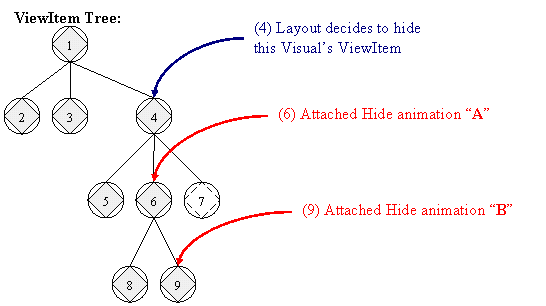 ViewItem Tree:
(4) Layout decides to hide
this Visual's ViewItem
1
2
3
4
(6) Attached Hide animation “A”
5
6
7
(9) Attached Hide animation “B”
8
9